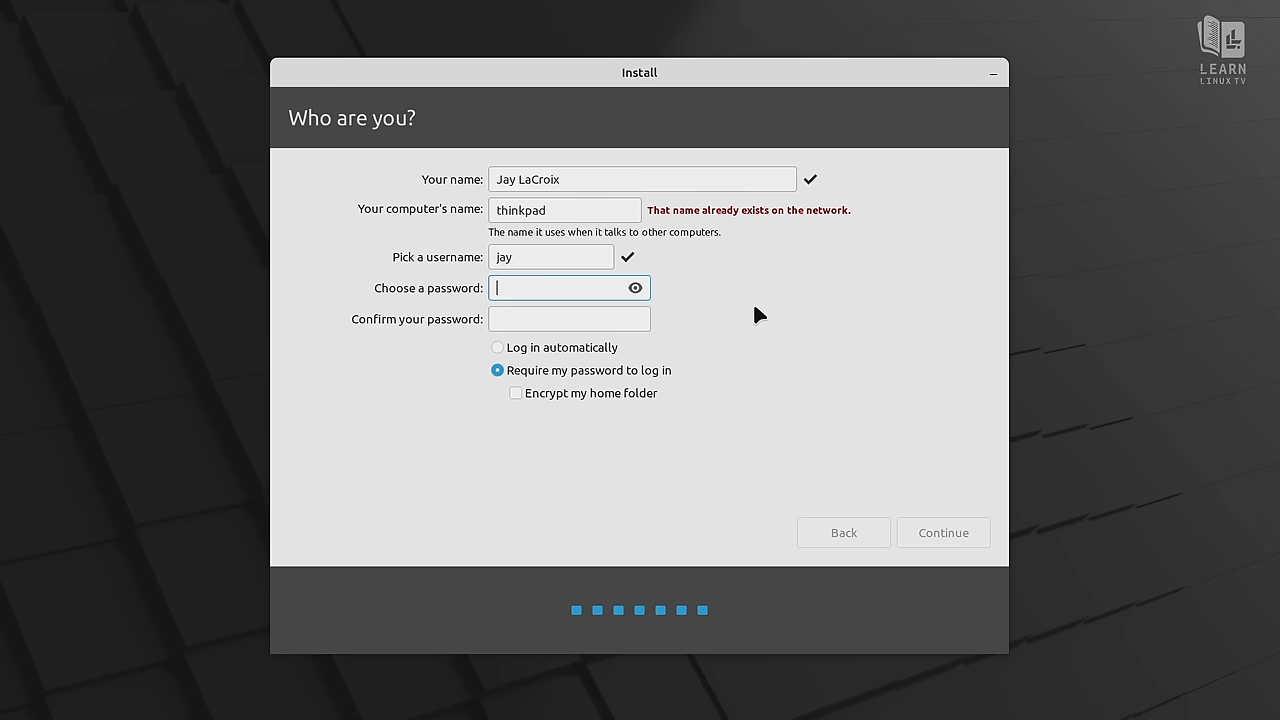 LEARN
LINUX TV
Install
Who are you?
Your name: Jay LaCroix
Your computer's name: thinkpad That name already exists on the network.
The name it uses when it talks to other computers.
Pick a username: jay
Choose a password:
Confirm your password:
Log in automatically
Require my password to log in
Encrypt my home folder
Back Continue